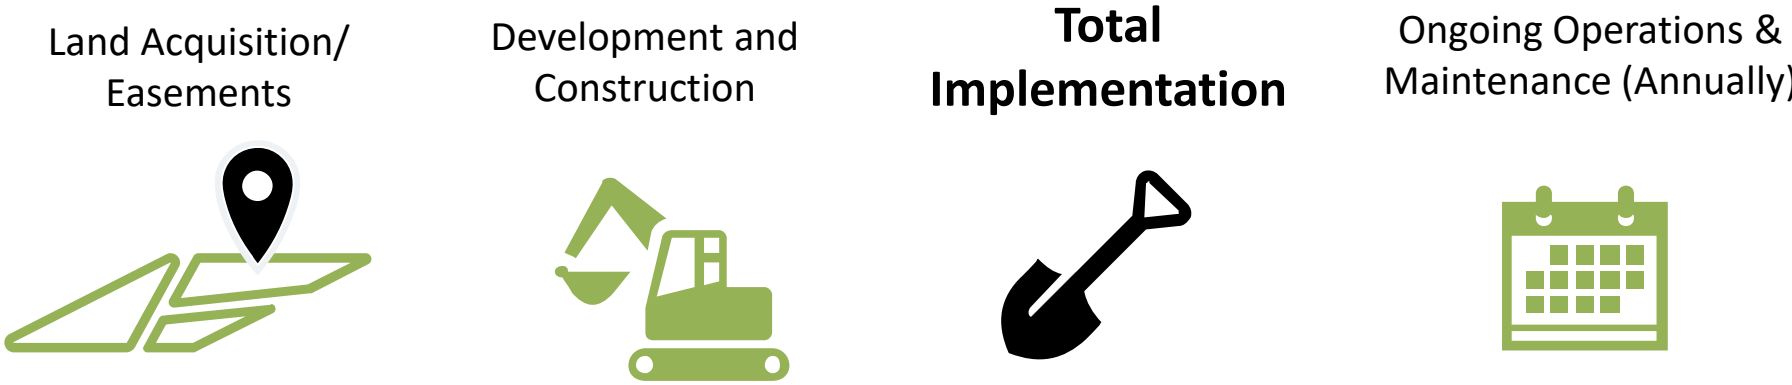 Land Acquisition/
Easements
Development and
Construction
Total
Implementation
Ongoing Operations &
Maintenance (Annually)